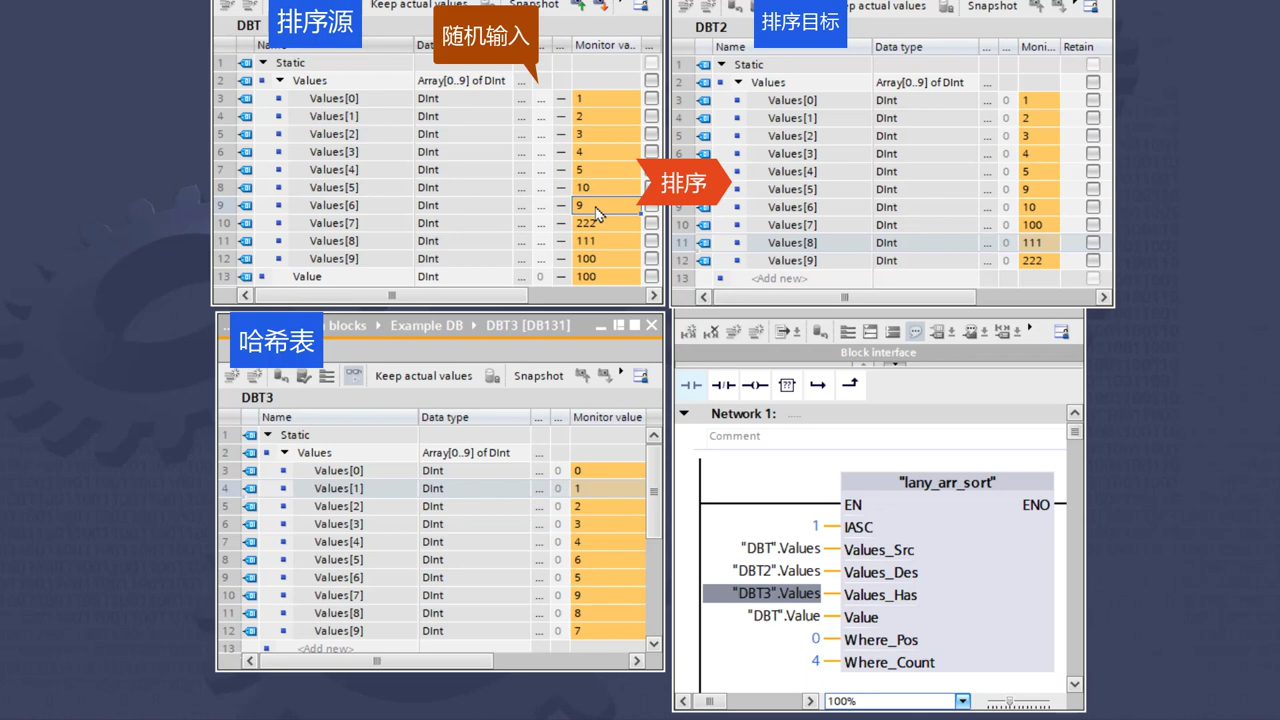 Keep actual values Snapshot
DBT 排序源 随机输入
Name Data Monitor va.. ...
1 Static
2 Values Array[0..9] of DInt ...
3 Values[0] DInt ... ... 1
4 Values[1] DInt ... ... 2
5 Values[2] DInt ... ... 3
6 Values[3] DInt ... ... 4
7 Values[4] DInt ... ... 5
8 Values[5] DInt ... ... 10
9 Values[6] DInt ... ... 9
10 Values[7] DInt ... ... 222
11 Values[8] DInt ... ... 111
12 Values[9] DInt ... ... 100
13 Value DInt ... 0 100
排序
actual values Snapshot
DBT2 排序目标
Name Data type ... ... Moni... Retain
1 Static
2 Values Array[0..9] of DInt ...
3 Values[0] DInt ... 0 1
4 Values[1] DInt ... 0 2
5 Values[2] DInt ... 0 3
6 Values[3] DInt ... 0 4
Values[4] DInt ... 0 5
Values[5] DInt ... 0 9
9 Values[6] DInt ... 0 10
10 Values[7] DInt ... 0 100
11 Values[8] DInt ... 0 111
12 Values[9] DInt ... 0 222
13 <Add new>
哈希表
... blocks Example DB DBT3 [DB131]
Keep actual values Snapshot
DBT3
Name Data type ... ... Monitor value
1 Static
2 Values Array[0..9] of DInt ...
3 Values[0] DInt ... 0 0
4 Values[1] DInt ... 0 1
5 Values[2] DInt ... 0 2
6 Values[3] DInt ... 0 3
7 Values[4] DInt ... 0 4
8 Values[5] DInt ... 0 6
9 Values[6] DInt ... 0 5
10 Values[7] DInt ... 0 9
11 Values[8] DInt ... 0 8
12 Values[9] DInt ... 0 7
13 <Add new>
Block interface
??
Network 1: .....
Comment
"lany_arr_sort"
EN ENO
1 IASC
"DBT".Values Values_Src
"DBT2".Values Values_Des
"DBT3".Values Values_Has
"DBT".Value Value
0 Where_Pos
4 Where_Count
100%